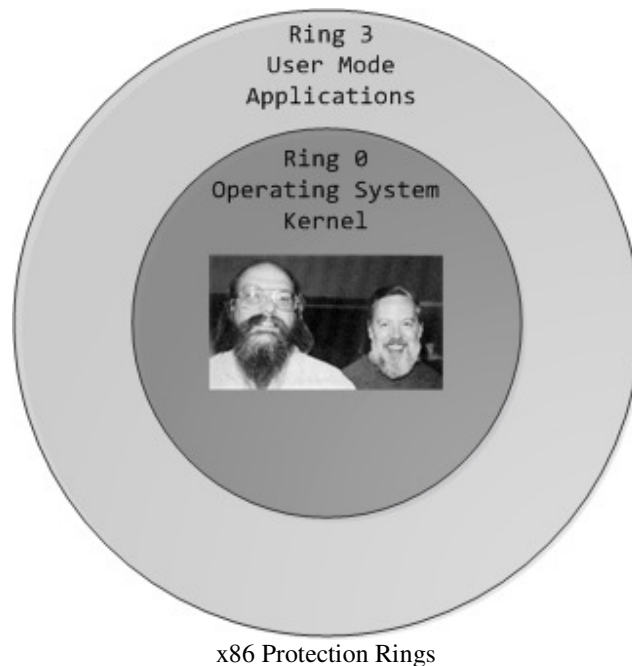 Ring 3
User Mode
Applications
Ring 0
Operating System
Kernel
x86 Protection Rings